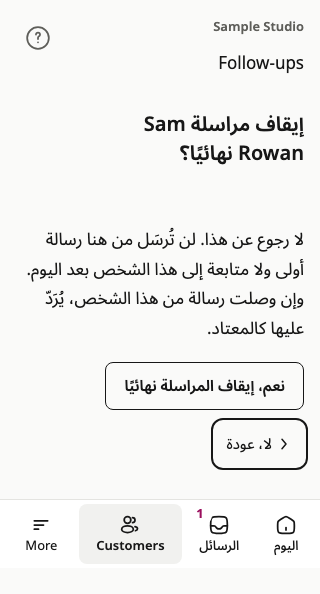 Sample Studio
Follow-ups
إيقاف مراسلة Sam
Rowan نهائيًا؟
لا رجوع عن هذا. لن تُرسَل من هنا رسالة
أولى ولا متابعة إلى هذا الشخص بعد اليوم.
وإن وصلت رسالة من هذا الشخص، يُرَدّ
عليها كالمعتاد.
نعم، إيقاف المراسلة نهائيًا
لا، عودة
اليوم
الرسائل
1
Customers
More